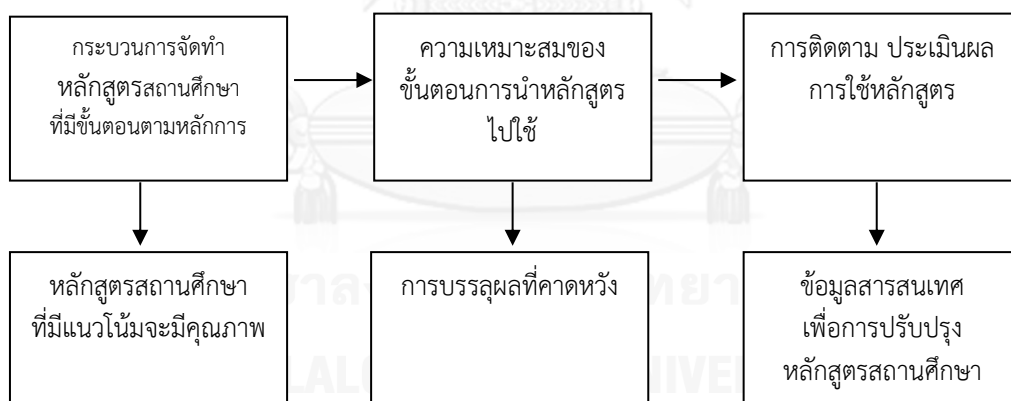 กระบวนการจัดทำ
หลักสูตรสถานศึกษา
ที่มีขั้นตอนตามหลักการ
ความเหมาะสมของ
ขั้นตอนการนำหลักสูตร
ไปใช้
การติดตาม ประเมินผล
การใช้หลักสูตร
หลักสูตรสถานศึกษา
ที่มีแนวโน้มจะมีคุณภาพ
การบรรลุผลที่คาดหวัง
ข้อมูลสารสนเทศ
เพื่อการปรับปรุง
หลักสูตรสถานศึกษา